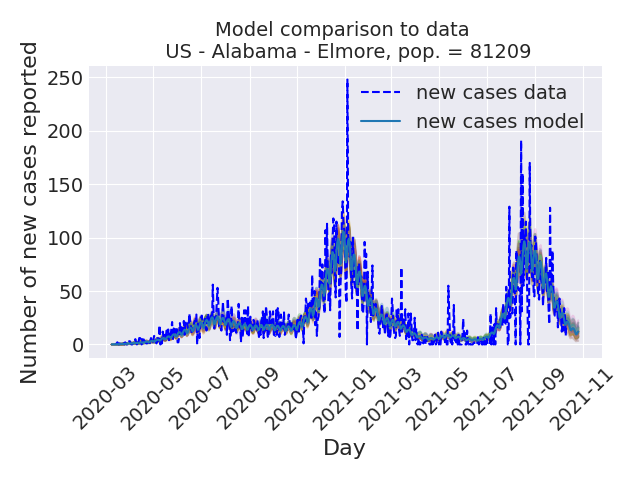 Model comparison to data
US - Alabama - Elmore, pop. = 81209
Number of new cases reported
250
200
150
100
50
0
new cases data
new cases model
2020-03
2020-05
2020-07
2020-09
2020-11
2021-01
2021-03
2021-05
2021-07
2021-09
2021-11
Day